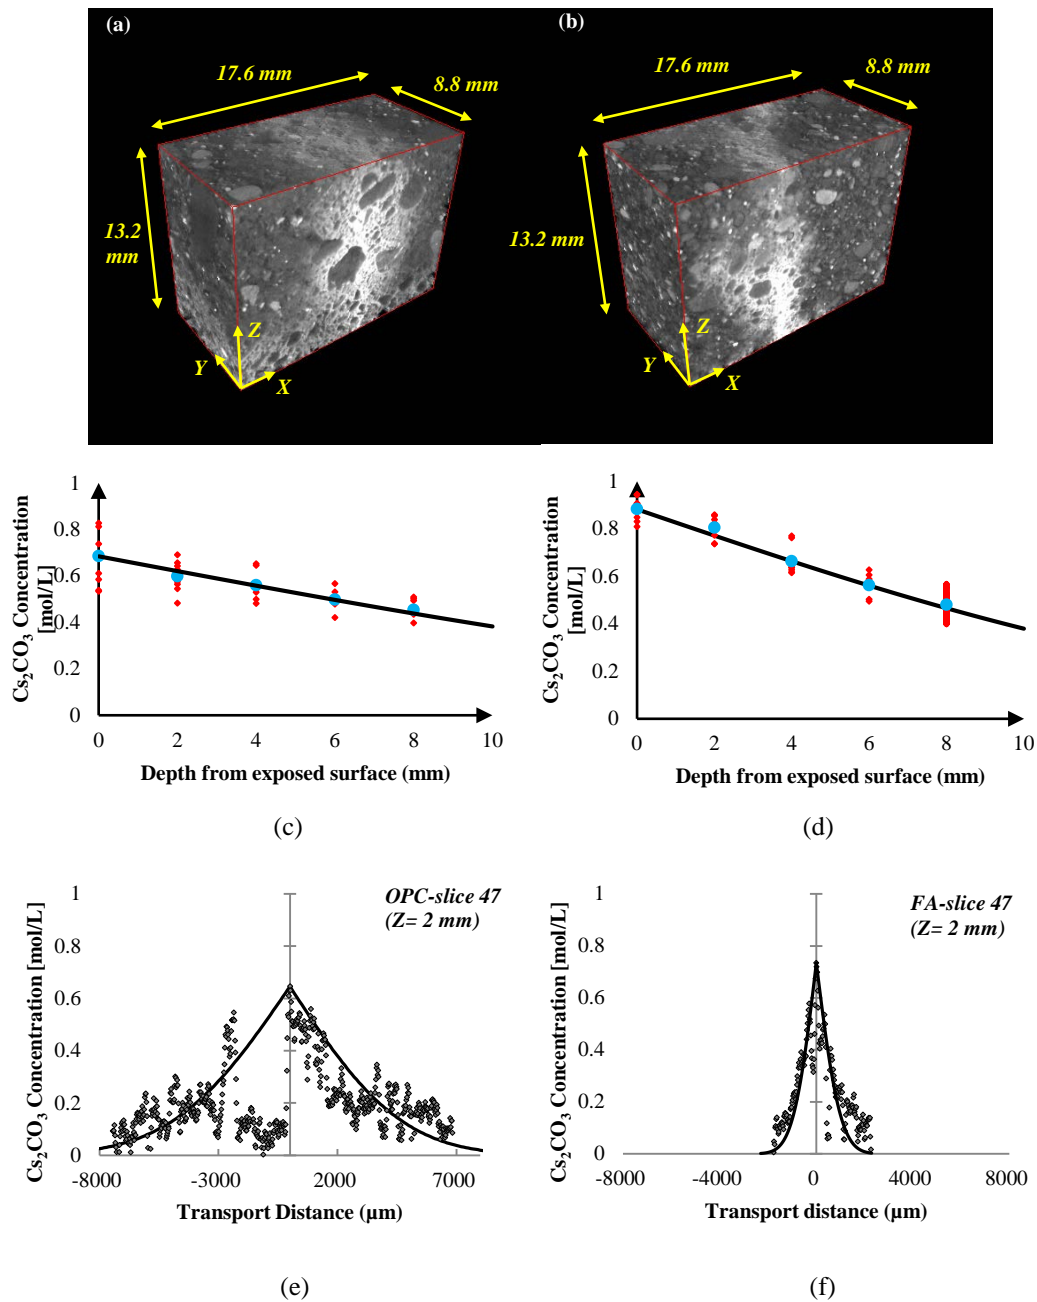 (a)
(b)
17.6 mm
8.8 mm
17.6 mm
8.8 mm
13.2
mm
13.2 mm
Z
Y
X
Z
Y
X
Cs₂CO₃ Concentration
[mol/L]
1
0.8
0.6
0.4
0.2
0
0 2 4 6 8 10
Depth from exposed surface (mm)
Cs₂CO₃ Concentration
[mol/L]
1
0.8
0.6
0.4
0.2
0
0 2 4 6 8 10
Depth from exposed surface (mm)
(c)
(d)
Cs₂CO₃ Concentration [mol/L]
1
0.8
0.6
0.4
0.2
0
OPC-slice 47
(Z= 2 mm)
-8000 -3000 2000 7000
Transport Distance (µm)
Cs₂CO₃ Concentration [mol/L]
1
0.8
0.6
0.4
0.2
0
FA-slice 47
(Z= 2 mm)
-8000 -4000 0 4000 8000
Transport distance (µm)
(e)
(f)